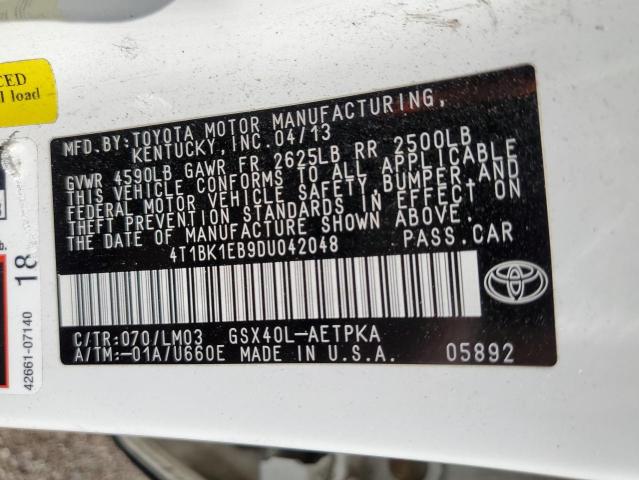 CED
l load
MFD. BY: TOYOTA MOTOR MANUFACTURING,
KENTUCKY, INC. 04/13
GVWR 4590LB GAWR FR 2625LB RR 2500LB
THIS VEHICLE CONFORMS TO ALL APPLICABLE
FEDERAL MOTOR VEHICLE SAFETY, BUMPER, AND
THEFT PREVENTION STANDARDS IN EFFECT ON
THE DATE OF MANUFACTURE SHOWN ABOVE.
4T1BK1EB9DU042048 PASS.CAR
C/TR:070/LM03 GSX40L-AETPKA
A/TM:-01A/U660E MADE IN U.S.A. 05892
18
42661-07140